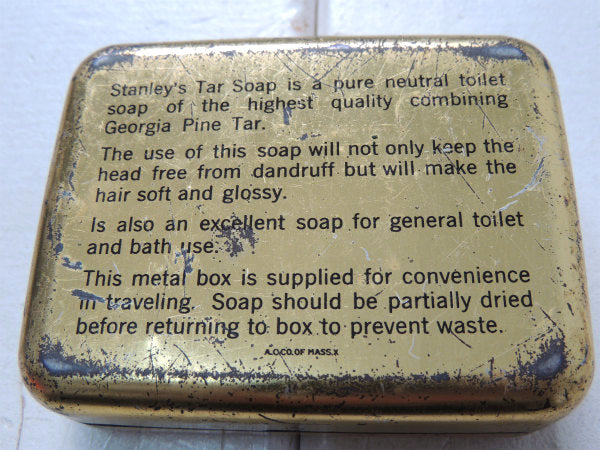 Stanley's Tar Soap is a pure neutral toilet
soap of the highest quality combining
Georgia Pine Tar.
The use of this soap will not only keep the
head free from dandruff but will make the
hair soft and glossy.
Is also an excellent soap for general toilet
and bath use.
This metal box is supplied for convenience
in traveling. Soap should be partially dried
before returning to box to prevent waste.
A.O.CO. OF MASS.X